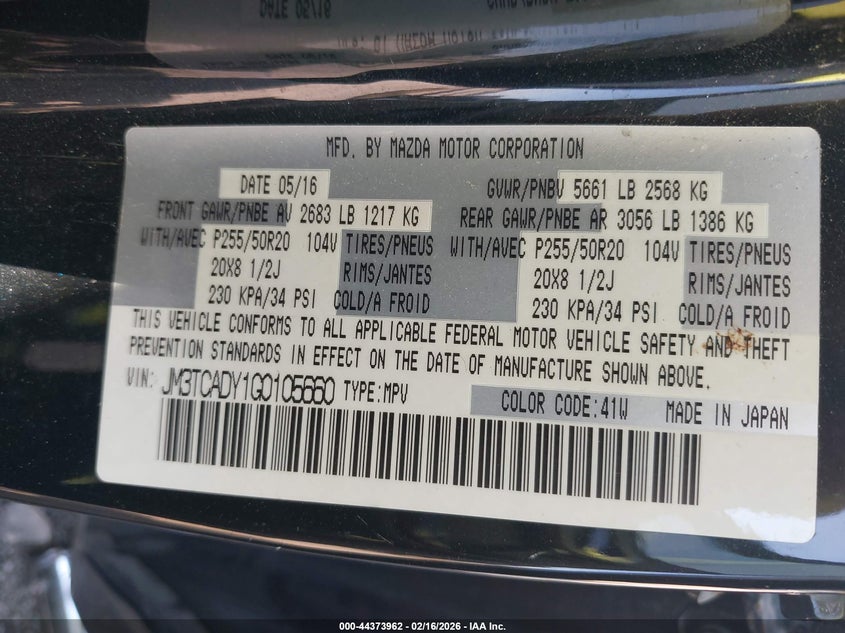 MFD. BY MAZDA MOTOR CORPORATION
DATE 05/16 GVWR/PNBV 5661 LB 2568 KG
FRONT GAWR/PNBE AV 2683 LB 1217 KG REAR GAWR/PNBE AR 3056 LB 1386 KG
WITH/AVEC P255/50R20 104V TIRES/PNEUS WITH/AVEC P255/50R20 104V TIRES/PNEUS
20X8 1/2J RIMS/JANTES 20X8 1/2J RIMS/JANTES
230 KPA/34 PSI COLD/A FROID 230 KPA/34 PSI COLD/A FROID
THIS VEHICLE CONFORMS TO ALL APPLICABLE FEDERAL MOTOR VEHICLE SAFETY AND THEFT
PREVENTION STANDARDS IN EFFECT ON THE DATE OF MANUFACTURE SHOWN ABOVE.
VIN: JM3TCADY1G0105660 TYPE:MPV
COLOR CODE:41W MADE IN JAPAN
000-44373962 - 02/16/2026 - IAA Inc.